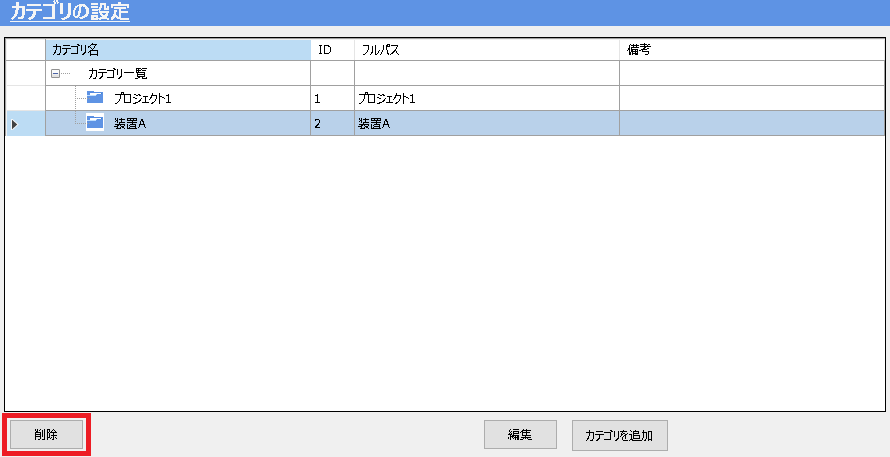 カテゴリの設定
カテゴリ名 ID フルパス 備考
カテゴリ一覧
プロジェクト1 1 プロジェクト1
装置A 2 装置A
削除 編集 カテゴリを追加